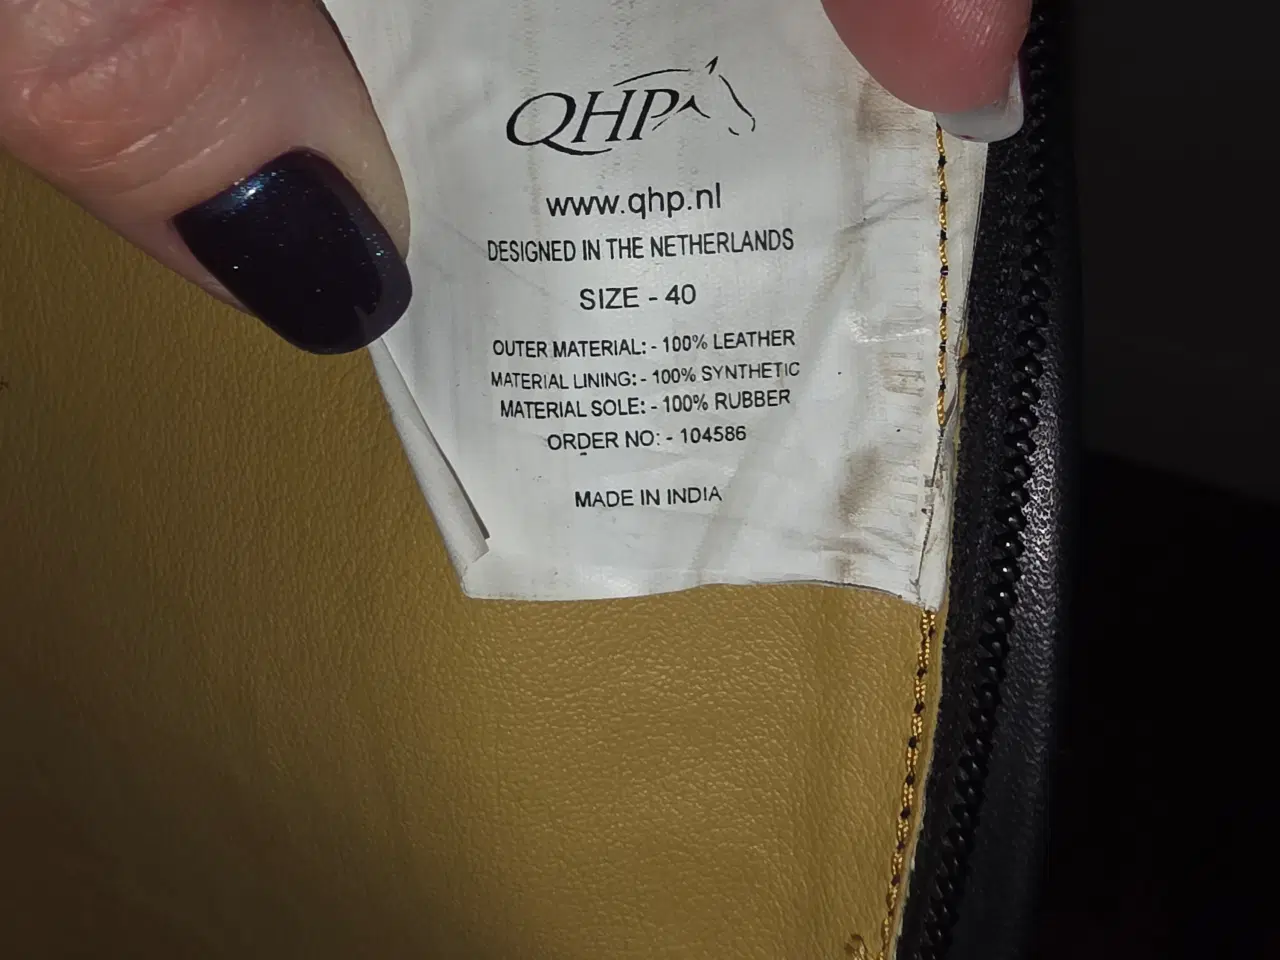 QHP
www.qhp.nl
DESIGNED IN THE NETHERLANDS
SIZE - 40
OUTER MATERIAL: - 100% LEATHER
MATERIAL LINING: - 100% SYNTHETIC
MATERIAL SOLE: - 100% RUBBER
ORDER NO: - 104586
MADE IN INDIA